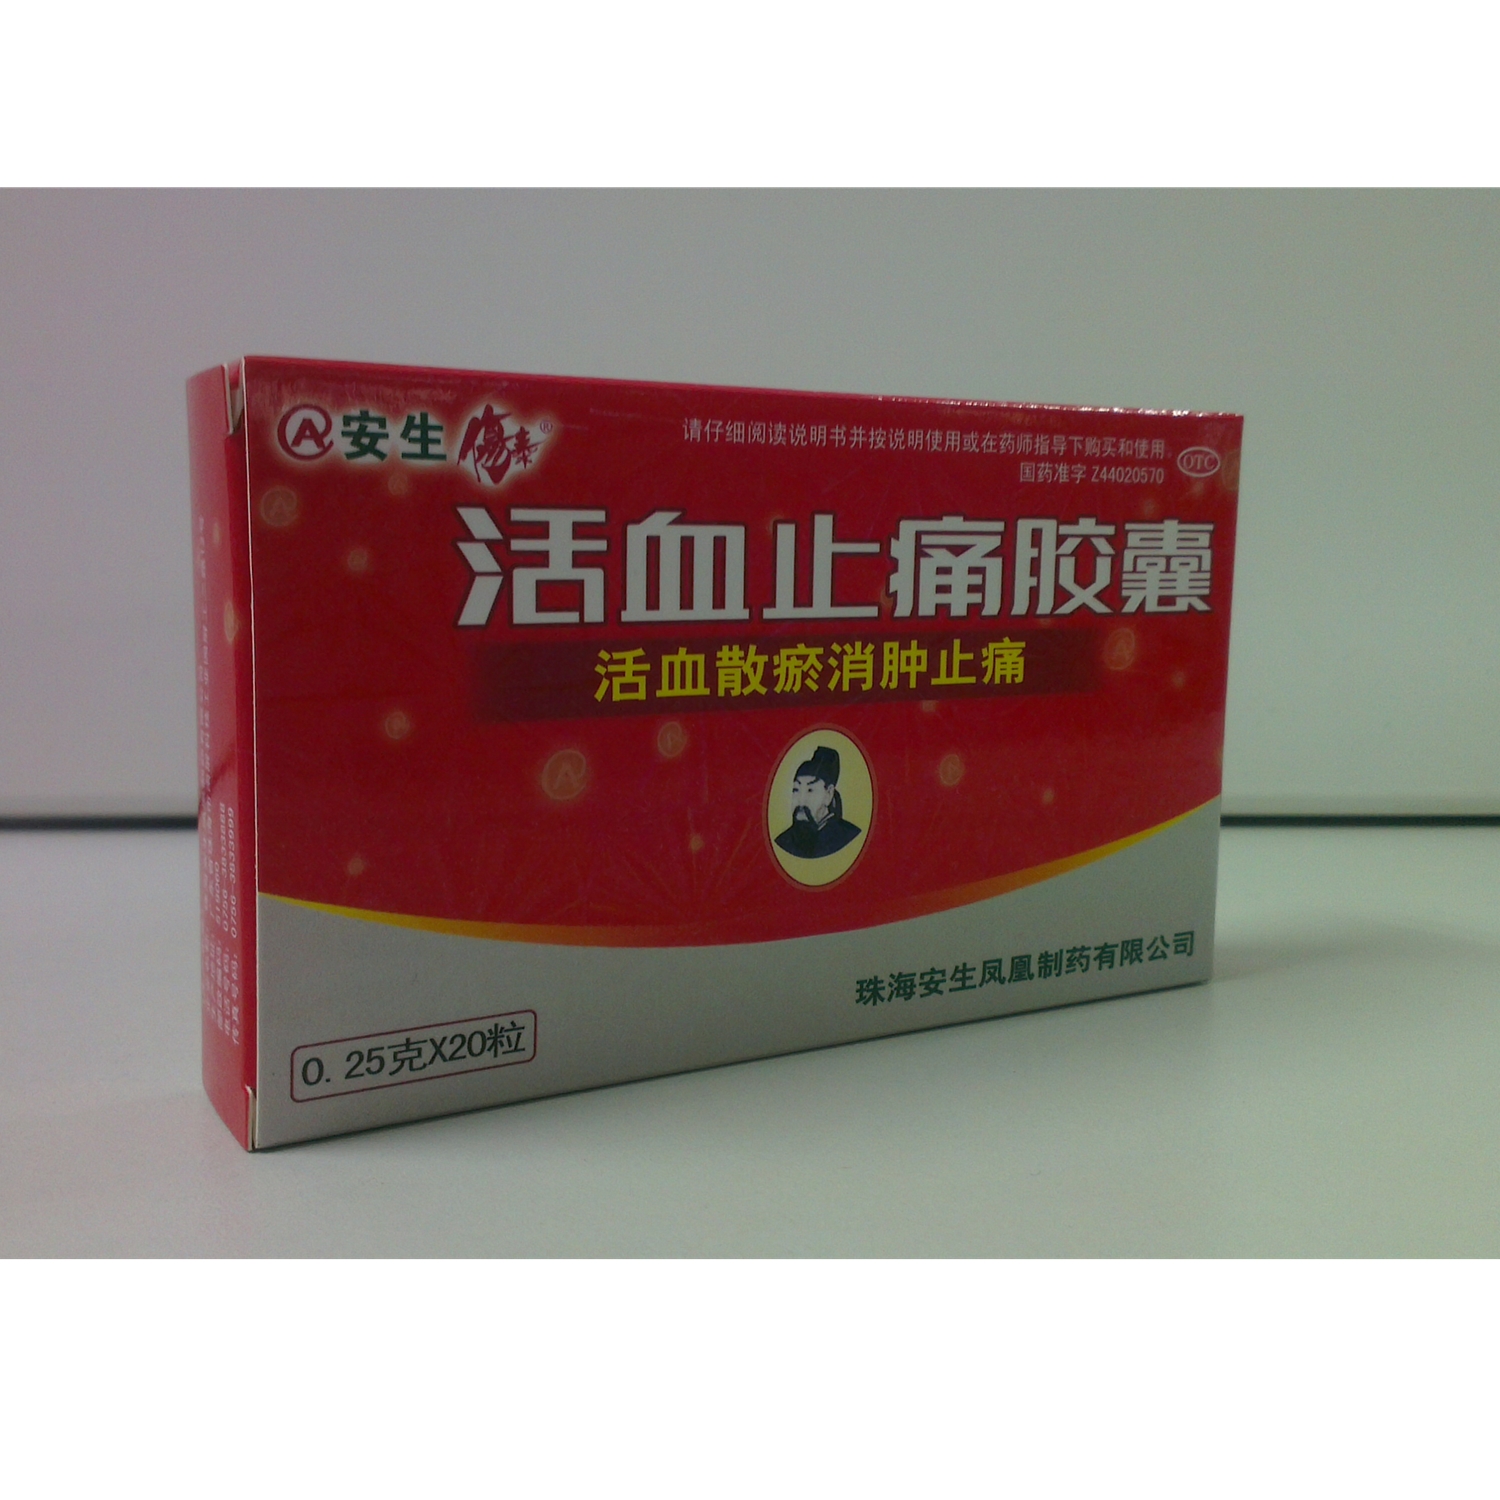 安生 傷泰®
请仔细阅读说明书并按说明使用或在药师指导下购买和使用。
国药准字 Z44020570
OTC
活血止痛胶囊
活血散瘀消肿止痛
珠海安生凤凰制药有限公司
0. 25克X20粒